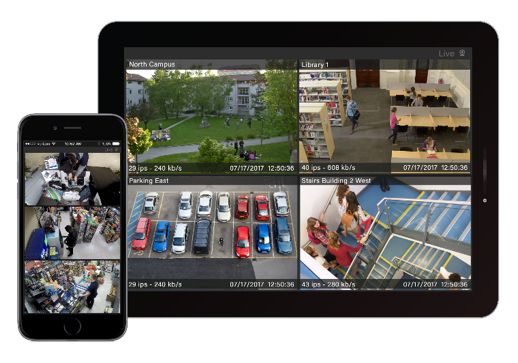 Live
North Campus
Library 1
29 ips - 240 kb/s 07/17/2017 12:50:36
40 ips - 608 kb/s 07/17/2017 12:50:36
Parking East
Stairs Building 2 West
29 ips - 240 kb/s 07/17/2017 12:50:36
43 ips - 280 kb/s 07/17/2017 12:50:36